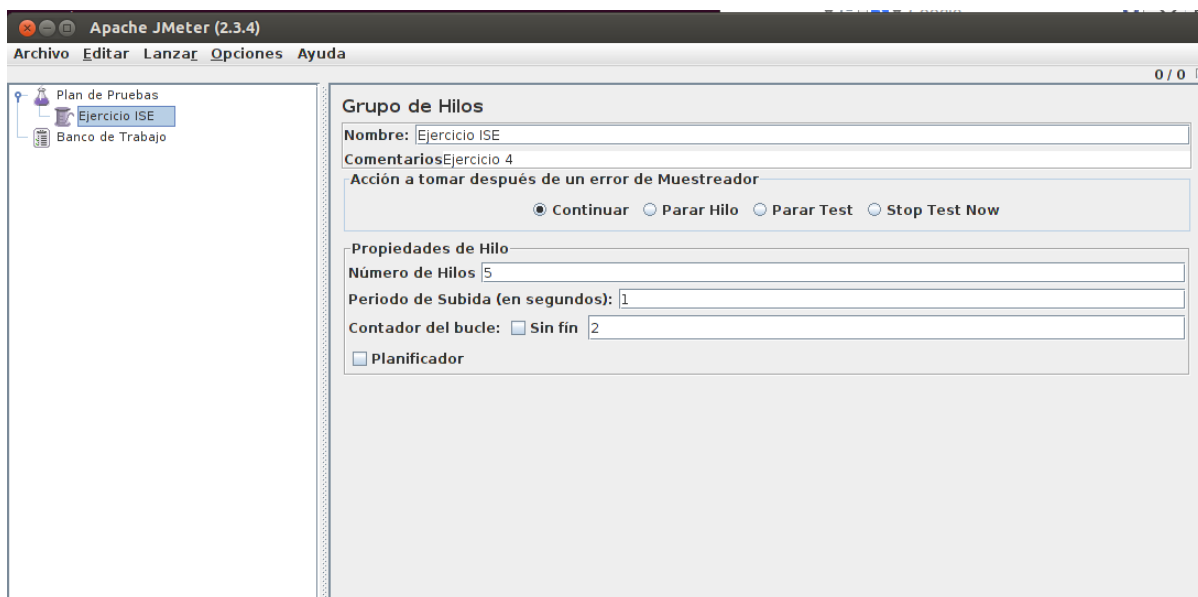 Apache JMeter (2.3.4)
Archivo Editar Lanzar Opciones Ayuda
0 / 0
Plan de Pruebas
Ejercicio ISE
Banco de Trabajo
Grupo de Hilos
Nombre: Ejercicio ISE
ComentariosEjercicio 4
Acción a tomar después de un error de Muestreador
Continuar Parar Hilo Parar Test Stop Test Now
Propiedades de Hilo
Número de Hilos 5
Periodo de Subida (en segundos): 1
Contador del bucle: Sin fín 2
Planificador